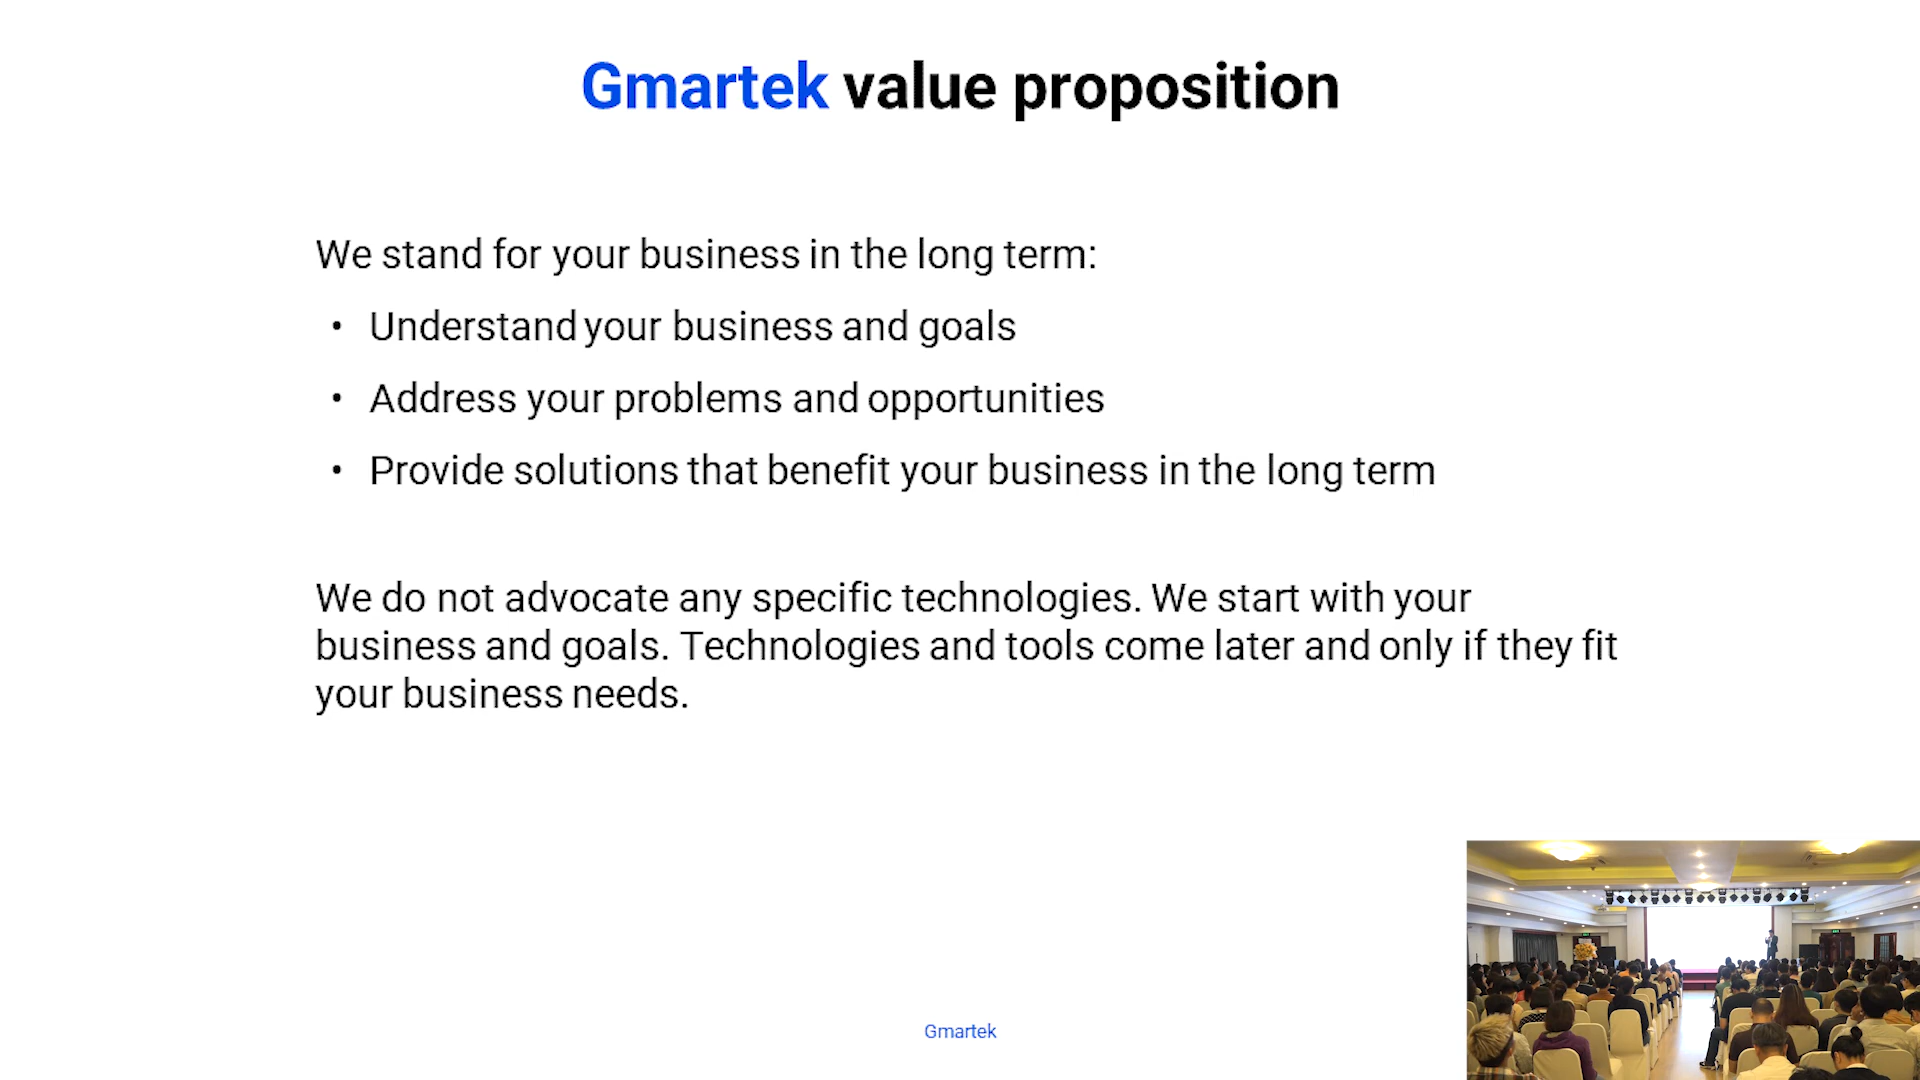 Gmartek value proposition
We stand for your business in the long term:
• Understand your business and goals
• Address your problems and opportunities
• Provide solutions that benefit your business in the long term
We do not advocate any specific technologies. We start with your
business and goals. Technologies and tools come later and only if they fit
your business needs.
Gmartek